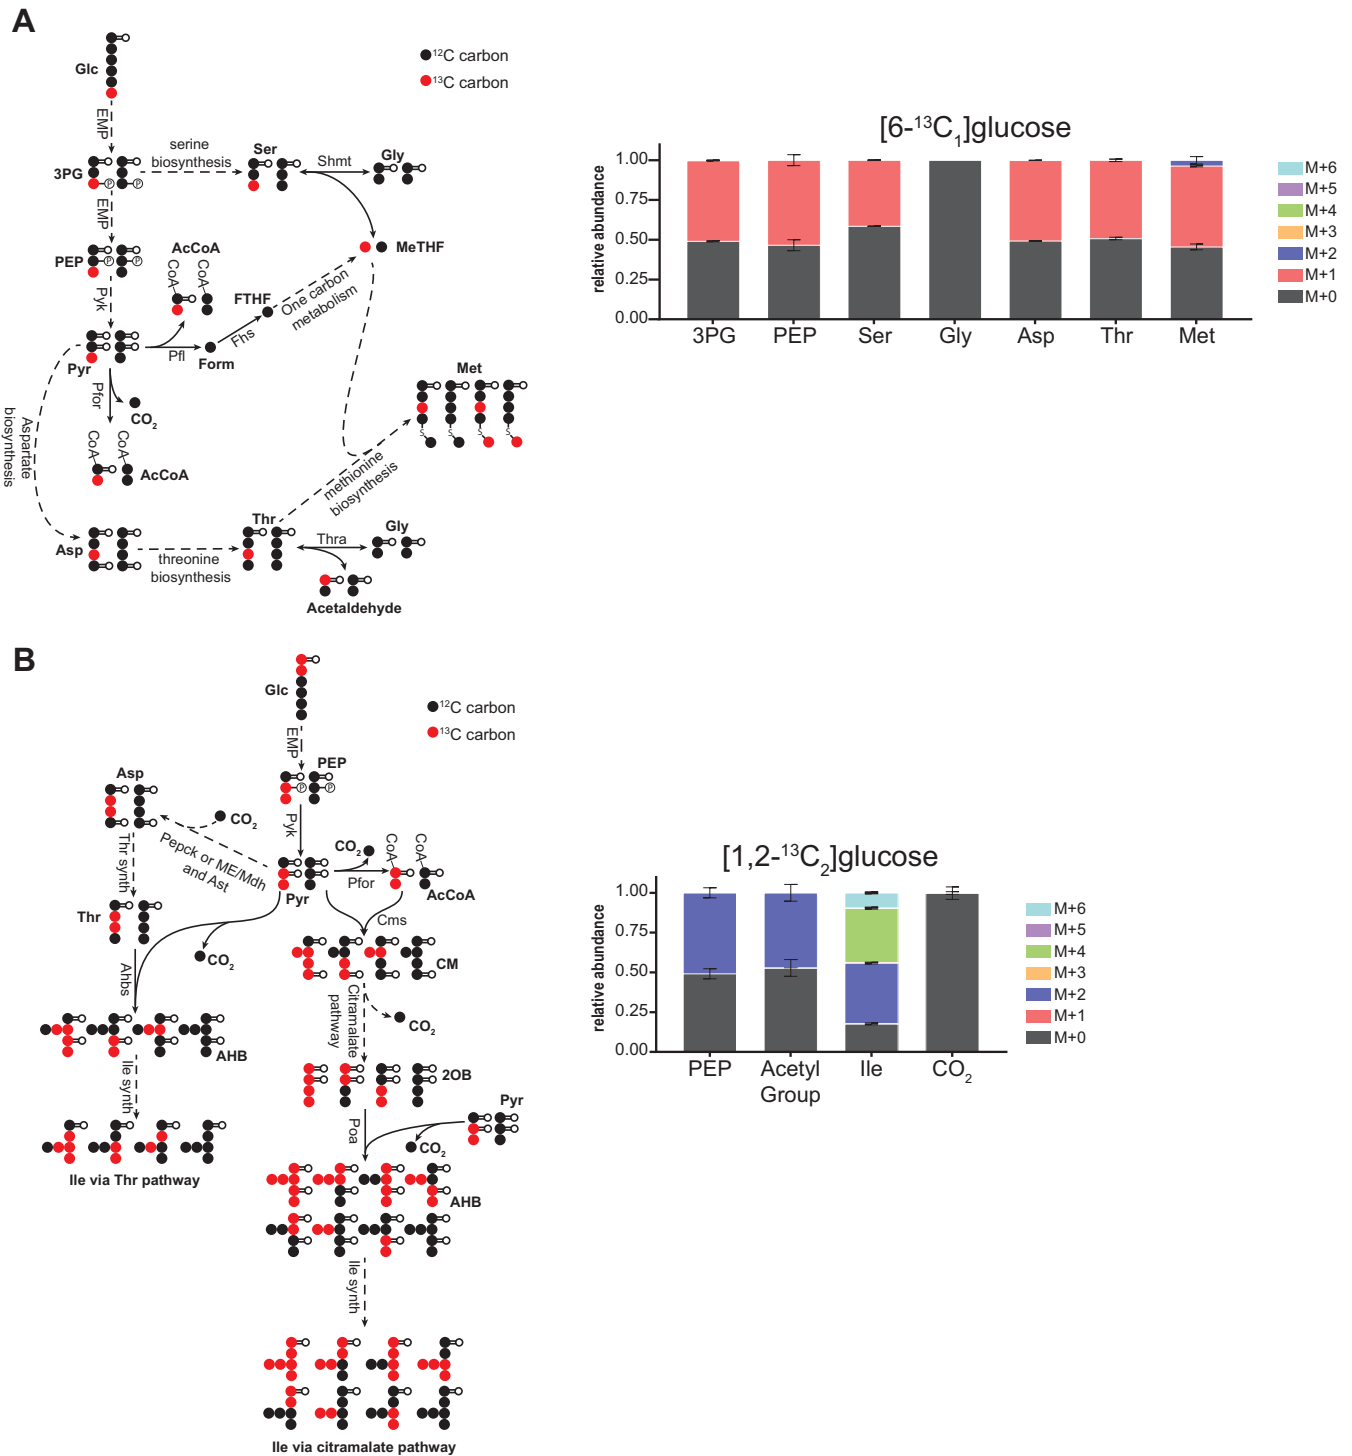 A
Glc
12C carbon
13C carbon
EMP
serine
biosynthesis
Ser
Shmt
Gly
3PG
P
P
EMP
MeTHF
AcCoA
CoA
CoA
PEP
P
P
Pyk
FTHF
One carbon
metabolism
Fhs
Pfl
Form
Pyr
Pfor
CO2
Met
S
S
S
S
CoA
CoA
AcCoA
Aspartate
biosynthesis
methionine
biosynthesis
Asp
threonine
biosynthesis
Thr
Thra
Gly
Acetaldehyde
[6-13C1]glucose
relative abundance
1.00
0.75
0.50
0.25
0.00
3PG
PEP
Ser
Gly
Asp
Thr
Met
M+6
M+5
M+4
M+3
M+2
M+1
M+0
B
Glc
12C carbon
13C carbon
EMP
PEP
P
P
Asp
CO2
Pyk
Pepck or ME/Mdh
and Ast
Thr synth
CO2
CoA
CoA
Pfor
AcCoA
Pyr
Cms
Thr
CO2
CM
Ahbs
Citramalate
pathway
CO2
AHB
2OB
Ile synth
Pyr
Poa
CO2
Ile via Thr pathway
AHB
Ile synth
Ile via citramalate pathway
[1,2-13C2]glucose
relative abundance
1.00
0.75
0.50
0.25
0.00
PEP
Acetyl
Group
Ile
CO2
M+6
M+5
M+4
M+3
M+2
M+1
M+0